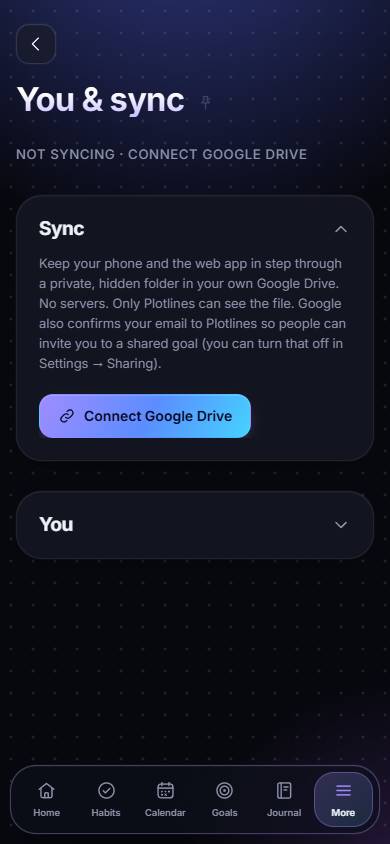 You & sync
NOT SYNCING · CONNECT GOOGLE DRIVE
Sync
Keep your phone and the web app in step through
a private, hidden folder in your own Google Drive.
No servers. Only Plotlines can see the file. Google
also confirms your email to Plotlines so people can
invite you to a shared goal (you can turn that off in
Settings → Sharing).
Connect Google Drive
You
Home
Habits
Calendar
Goals
Journal
More